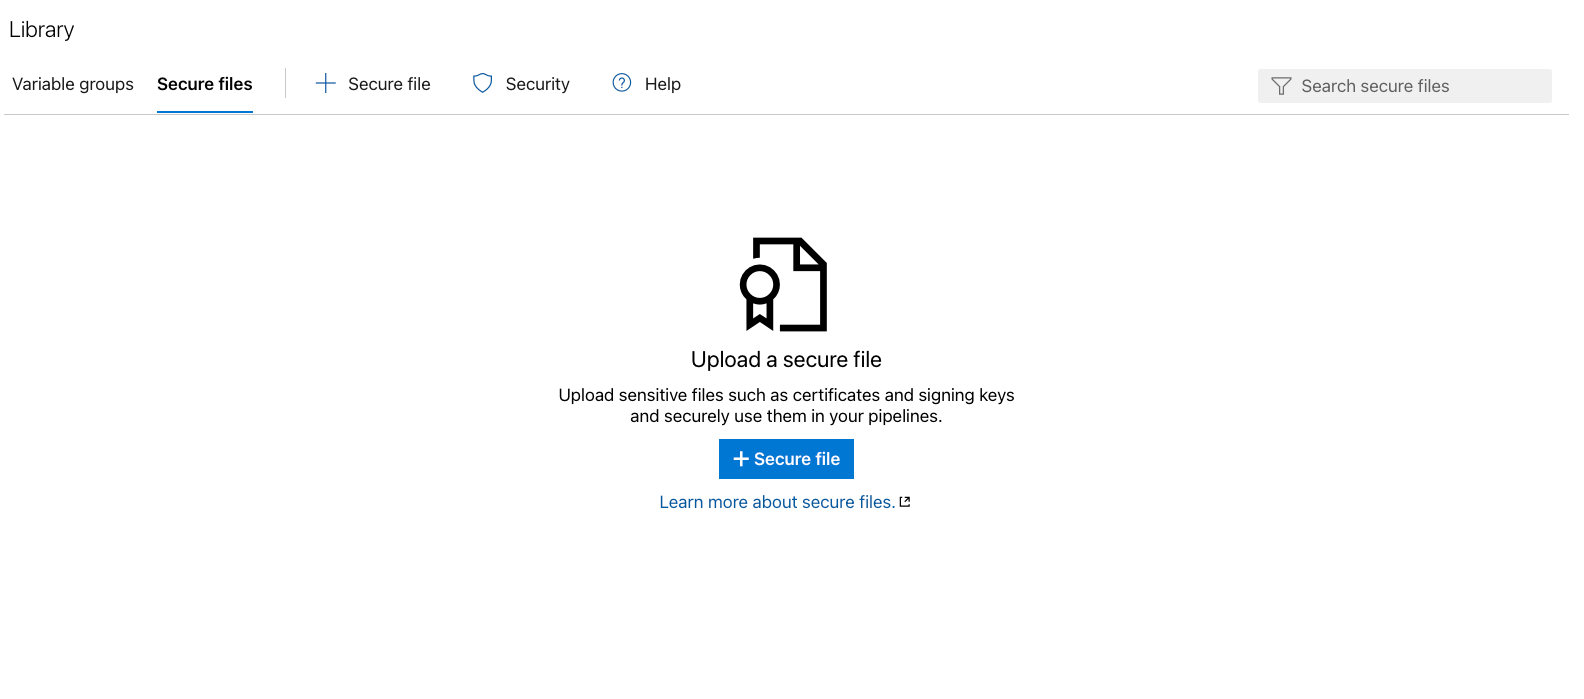 Library
Variable groups Secure files Secure file Security Help Search secure files
Upload a secure file
Upload sensitive files such as certificates and signing keys
and securely use them in your pipelines.
+ Secure file
Learn more about secure files.